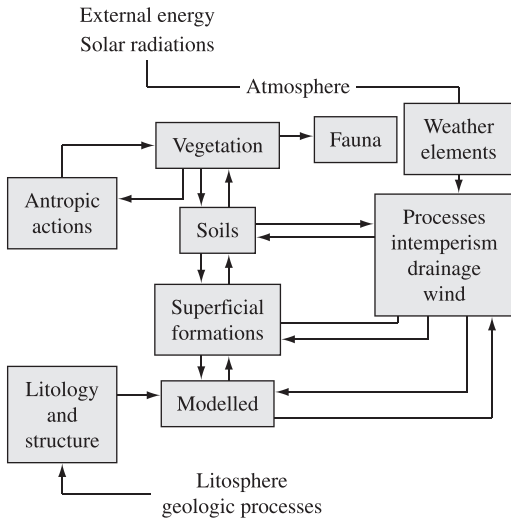 External energy
Solar radiations
Atmosphere
Vegetation
Fauna
Weather
elements
Antropic
actions
Soils
Processes
intemperism
drainage
wind
Superficial
formations
Litology
and
structure
Modelled
Litosphere
geologic processes